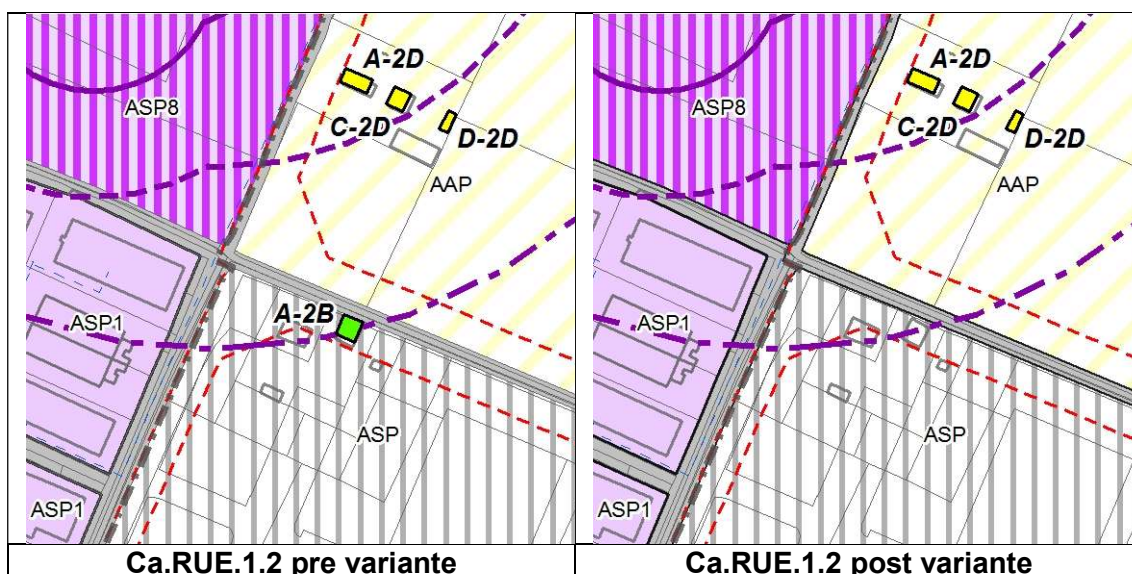 A-2D
ASP8
C-2D
D-2D
AAP
A-2B
ASP1
ASP
ASP1
Ca.RUE.1.2 pre variante
A-2D
ASP8
C-2D
D-2D
AAP
ASP1
ASP
ASP1
Ca.RUE.1.2 post variante